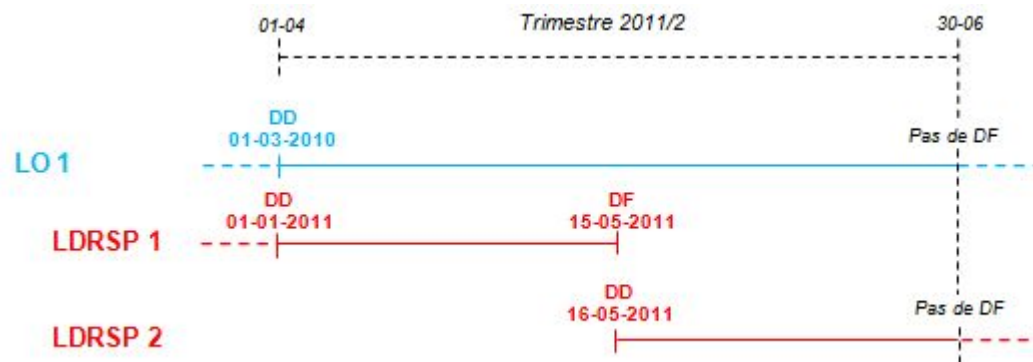 01-04
Trimestre 2011/2
30-06
DD
01-03-2010
Pas de DF
LO 1
DD
01-01-2011
DF
15-05-2011
LDRSP 1
DD
16-05-2011
Pas de DF
LDRSP 2